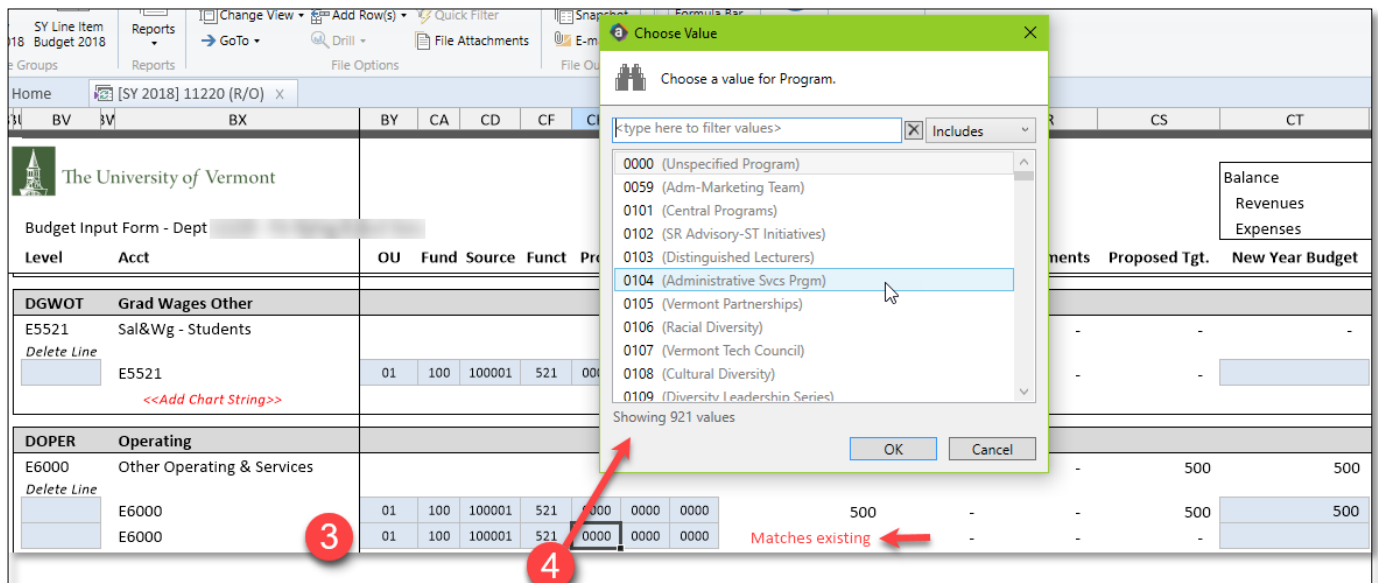 Change View Add Row(s) Quick Filter Snapshot Formula Bar
SY Line Item Reports
018 Budget 2018 GoTo Drill File Attachments E-m
Groups Reports File Options File Ou
Home [SY 2018] 11220 (R/O) X
BV BX BY CA CD CF CS CT
The University of Vermont
Budget Input Form - Dept
Balance
Revenues
Expenses
Level Acct OU Fund Source Funct Pro ments Proposed Tgt. New Year Budget
DGWOT Grad Wages Other
E5521 Sal&Wg - Students - - -
Delete Line
E5521 01 100 100001 521 000 - -
<<Add Chart String>>
DOPER Operating
E6000 Other Operating & Services - 500 500
Delete Line
E6000 01 100 100001 521 0000 0000 0000 500 - - 500 500
3 E6000 01 100 100001 521 0000 0000 0000 Matches existing - -
4
Choose Value
Choose a value for Program.
<type here to filter values> Includes
0000 (Unspecified Program)
0059 (Adm-Marketing Team)
0101 (Central Programs)
0102 (SR Advisory-ST Initiatives)
0103 (Distinguished Lecturers)
0104 (Administrative Svcs Prgm)
0105 (Vermont Partnerships)
0106 (Racial Diversity)
0107 (Vermont Tech Council)
0108 (Cultural Diversity)
0109 (Diversity Leadership Series)
Showing 921 values
OK Cancel